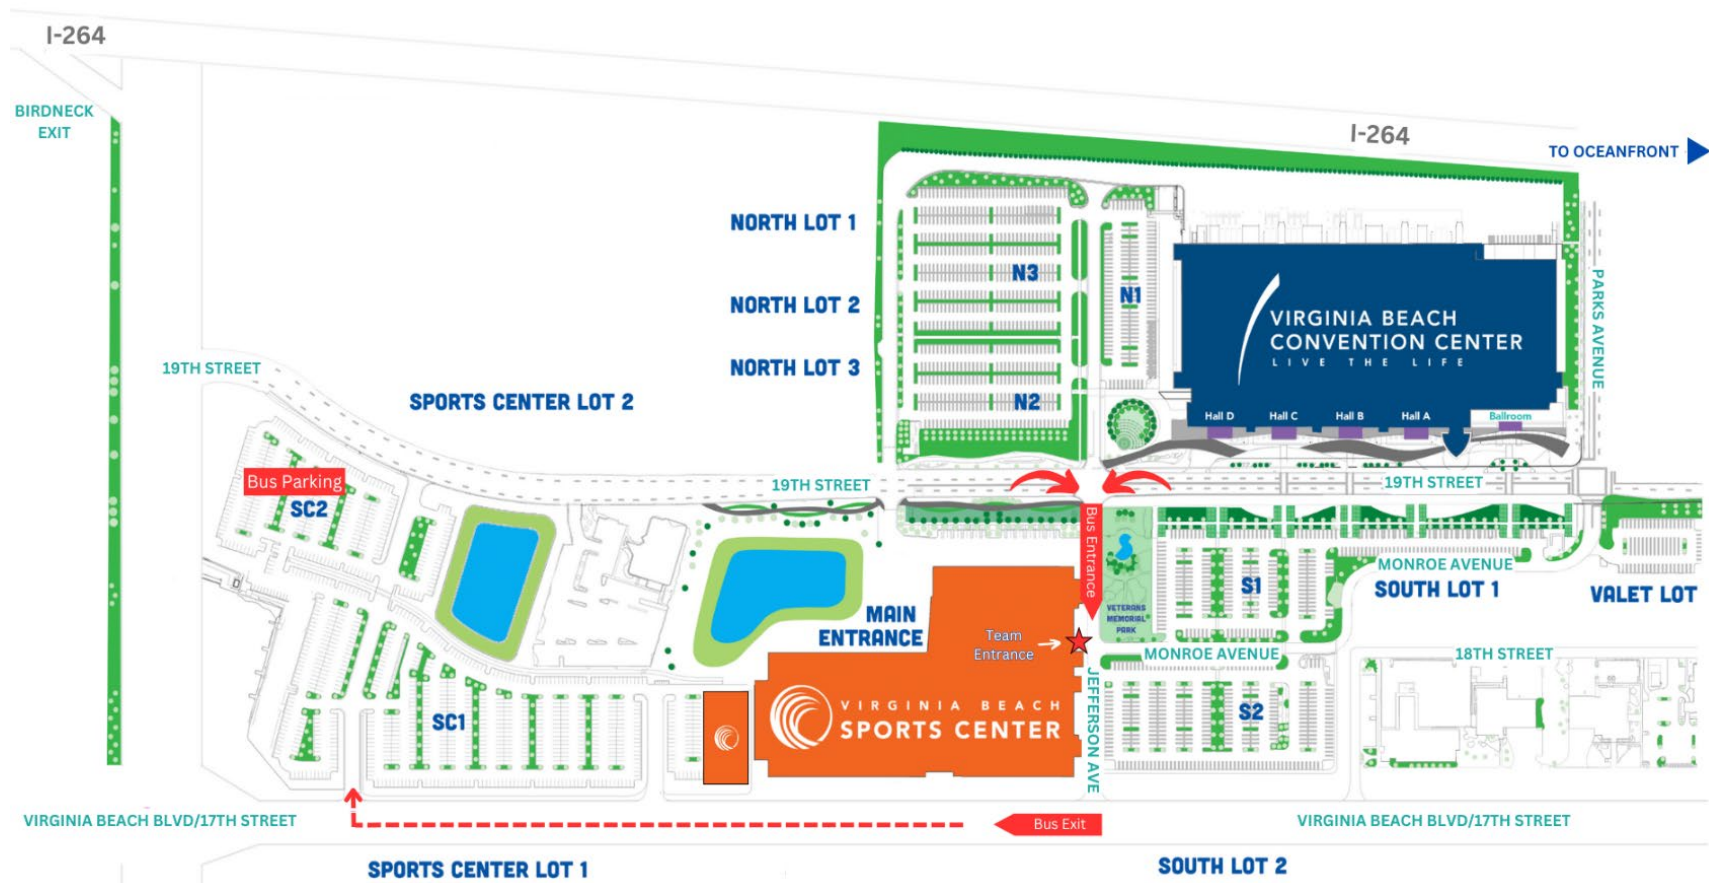 I-264
BIRDNECK
EXIT
I-264
TO OCEANFRONT
NORTH LOT 1
N3
N1
NORTH LOT 2
VIRGINIA BEACH
CONVENTION CENTER
LIVE THE LIFE
PARKS AVENUE
19TH STREET
NORTH LOT 3
SPORTS CENTER LOT 2
N2
Hall D
Hall C
Hall B
Hall A
Ballroom
Bus Parking
SC2
19TH STREET
19TH STREET
Bus Entrance
MONROE AVENUE
S1
SOUTH LOT 1
VALET LOT
VETERANS
MEMORIAL
PARK
MAIN
ENTRANCE
Team
Entrance
MONROE AVENUE
18TH STREET
JEFFERSON AVE
SC1
VIRGINIA BEACH
SPORTS CENTER
S2
VIRGINIA BEACH BLVD/17TH STREET
Bus Exit
VIRGINIA BEACH BLVD/17TH STREET
SPORTS CENTER LOT 1
SOUTH LOT 2